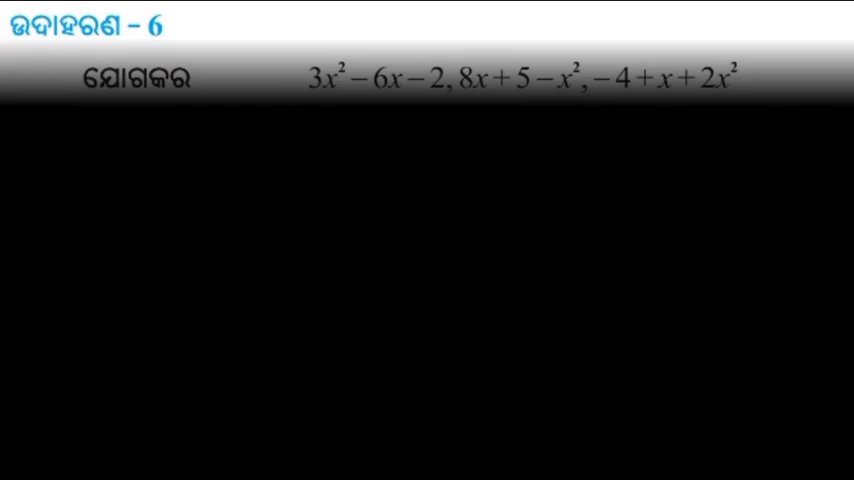 ଉଦାହରଣ – 6
ଯୋଗକର 3x² – 6x – 2, 8x + 5 – x², – 4 + x + 2x²